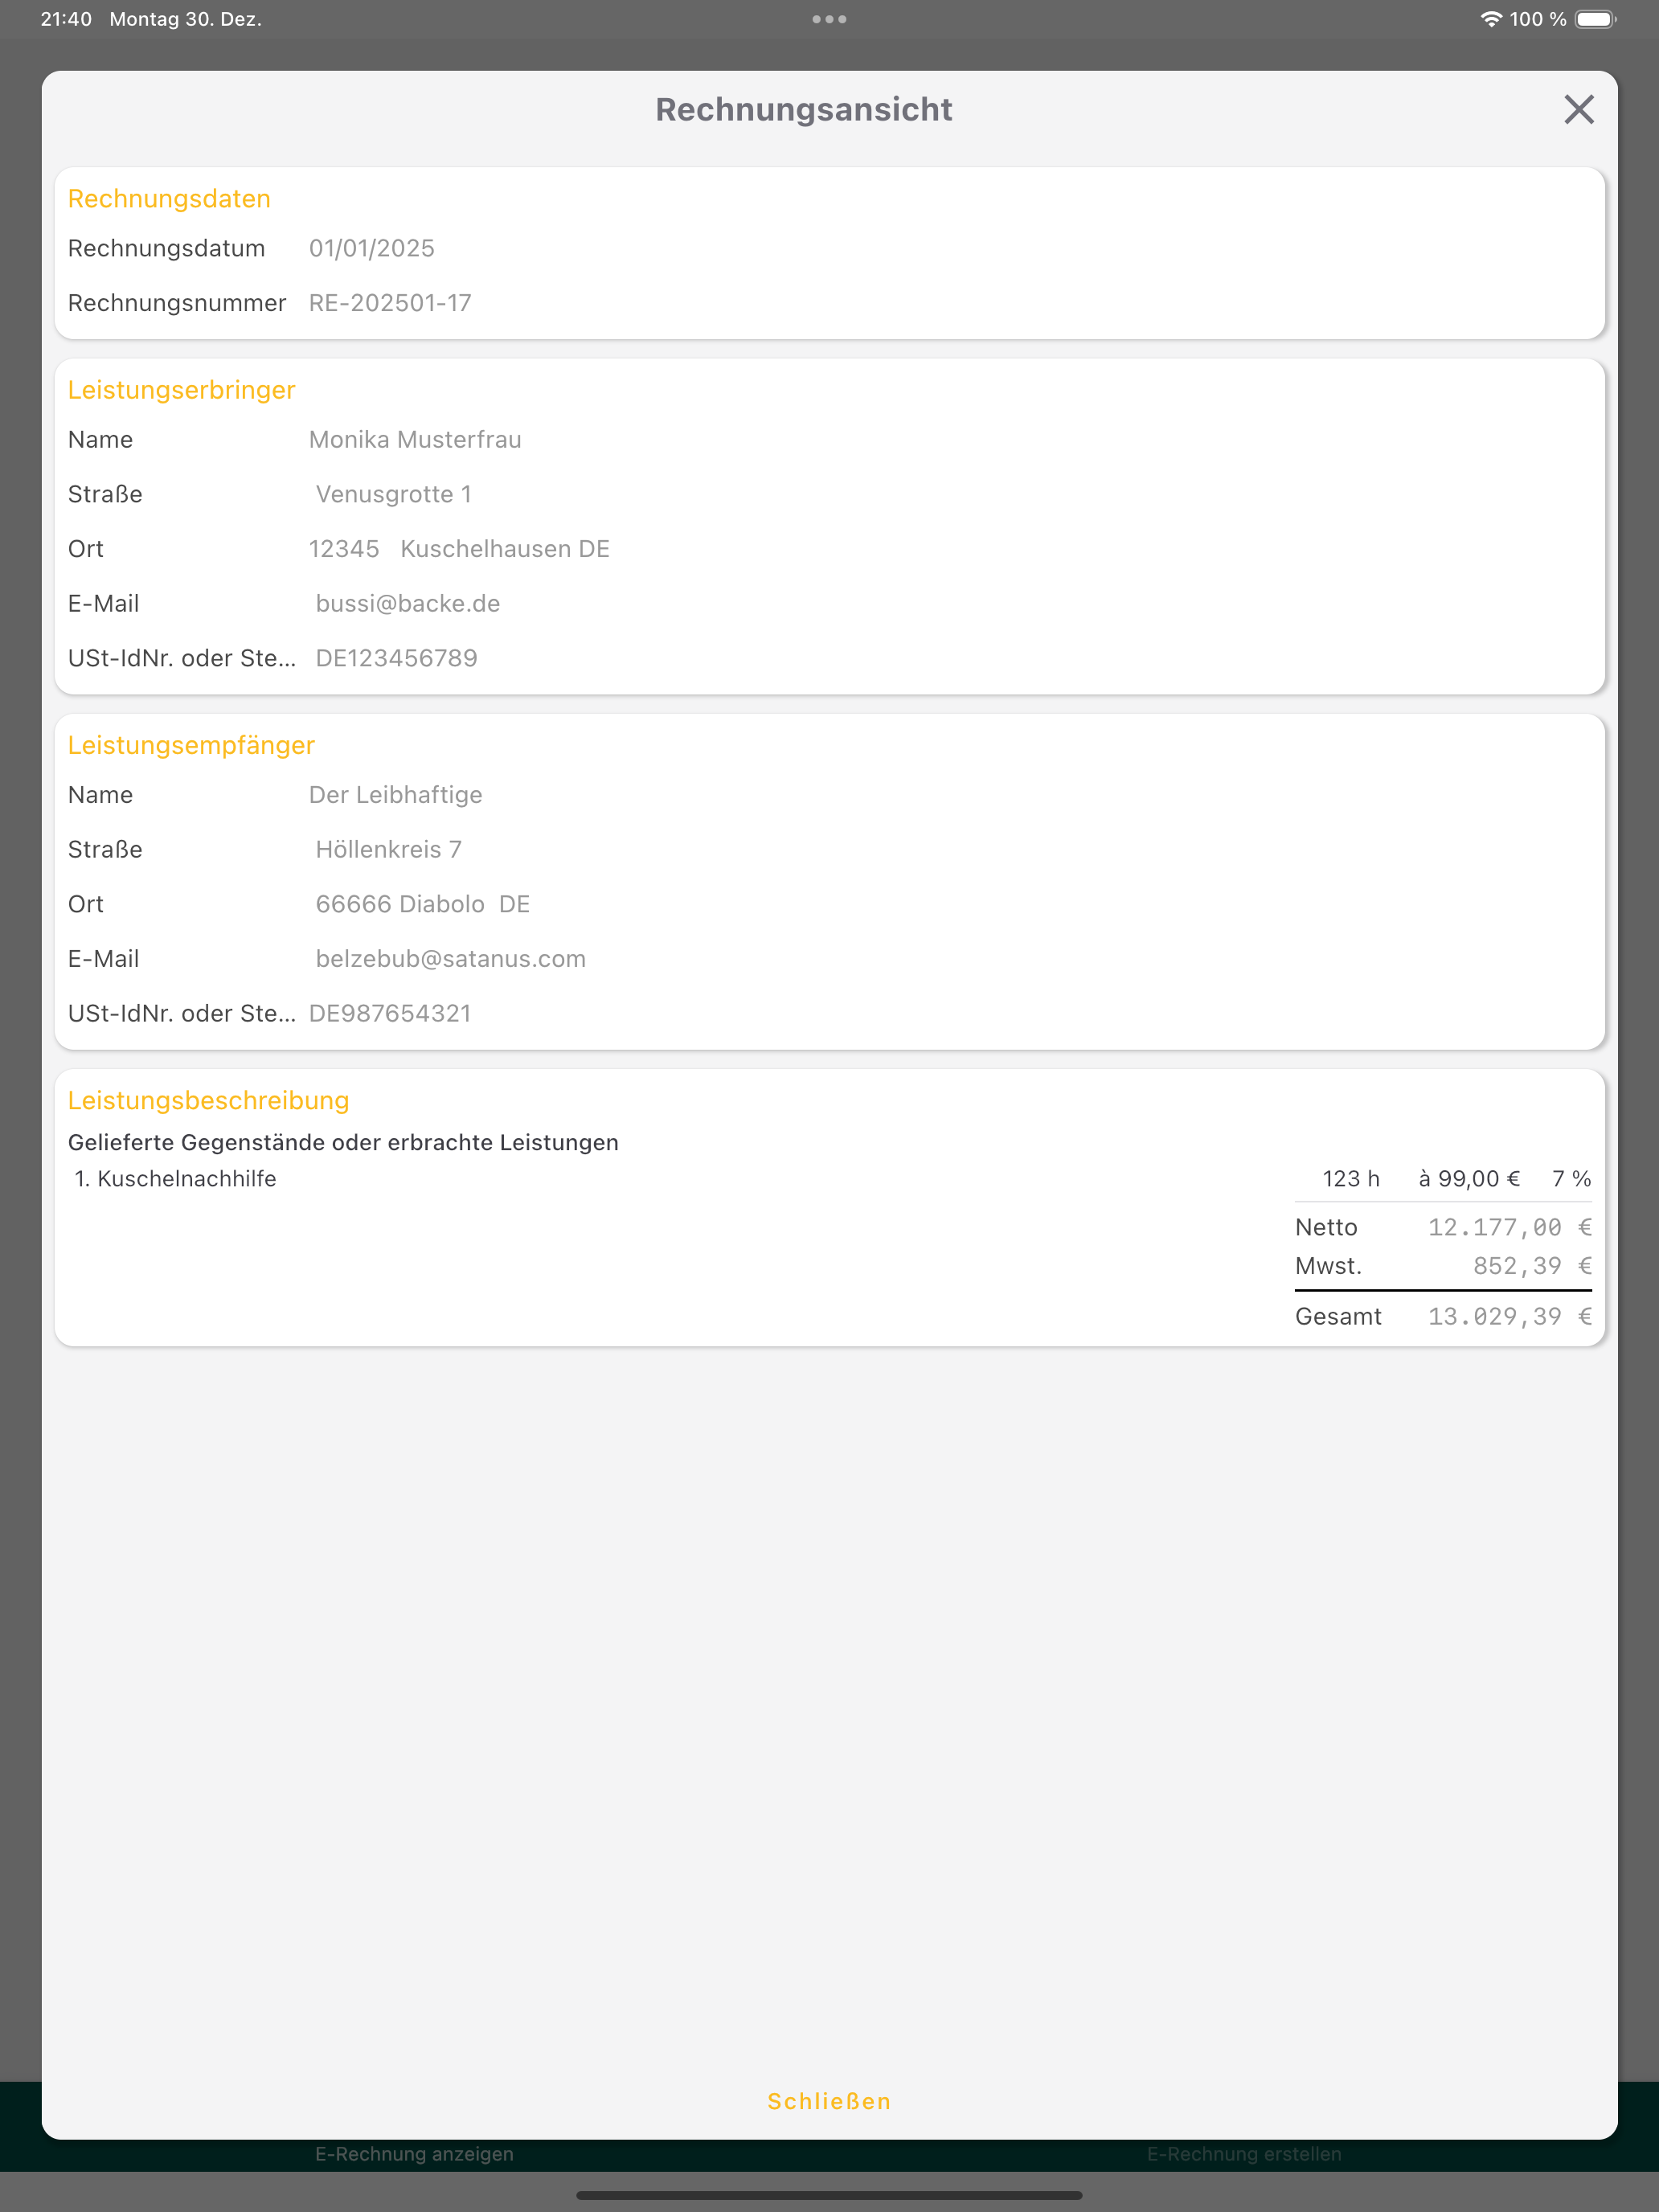 21:40 Montag 30. Dez. 100 %
Rechnungsansicht
Rechnungsdaten
Rechnungsdatum 01/01/2025
Rechnungsnummer RE-202501-17
Leistungserbringer
Name Monika Musterfrau
Straße Venusgrotte 1
Ort 12345 Kuschelhausen DE
E-Mail bussi@backe.de
USt-IdNr. oder Ste... DE123456789
Leistungsempfänger
Name Der Leibhaftige
Straße Höllenkreis 7
Ort 66666 Diabolo DE
E-Mail belzebub@satanus.com
USt-IdNr. oder Ste... DE987654321
Leistungsbeschreibung
Gelieferte Gegenstände oder erbrachte Leistungen
1. Kuschelnachhilfe 123 h à 99,00 € 7 %
Netto 12.177,00 €
Mwst. 852,39 €
Gesamt 13.029,39 €
Schließen
E-Rechnung anzeigen E-Rechnung erstellen